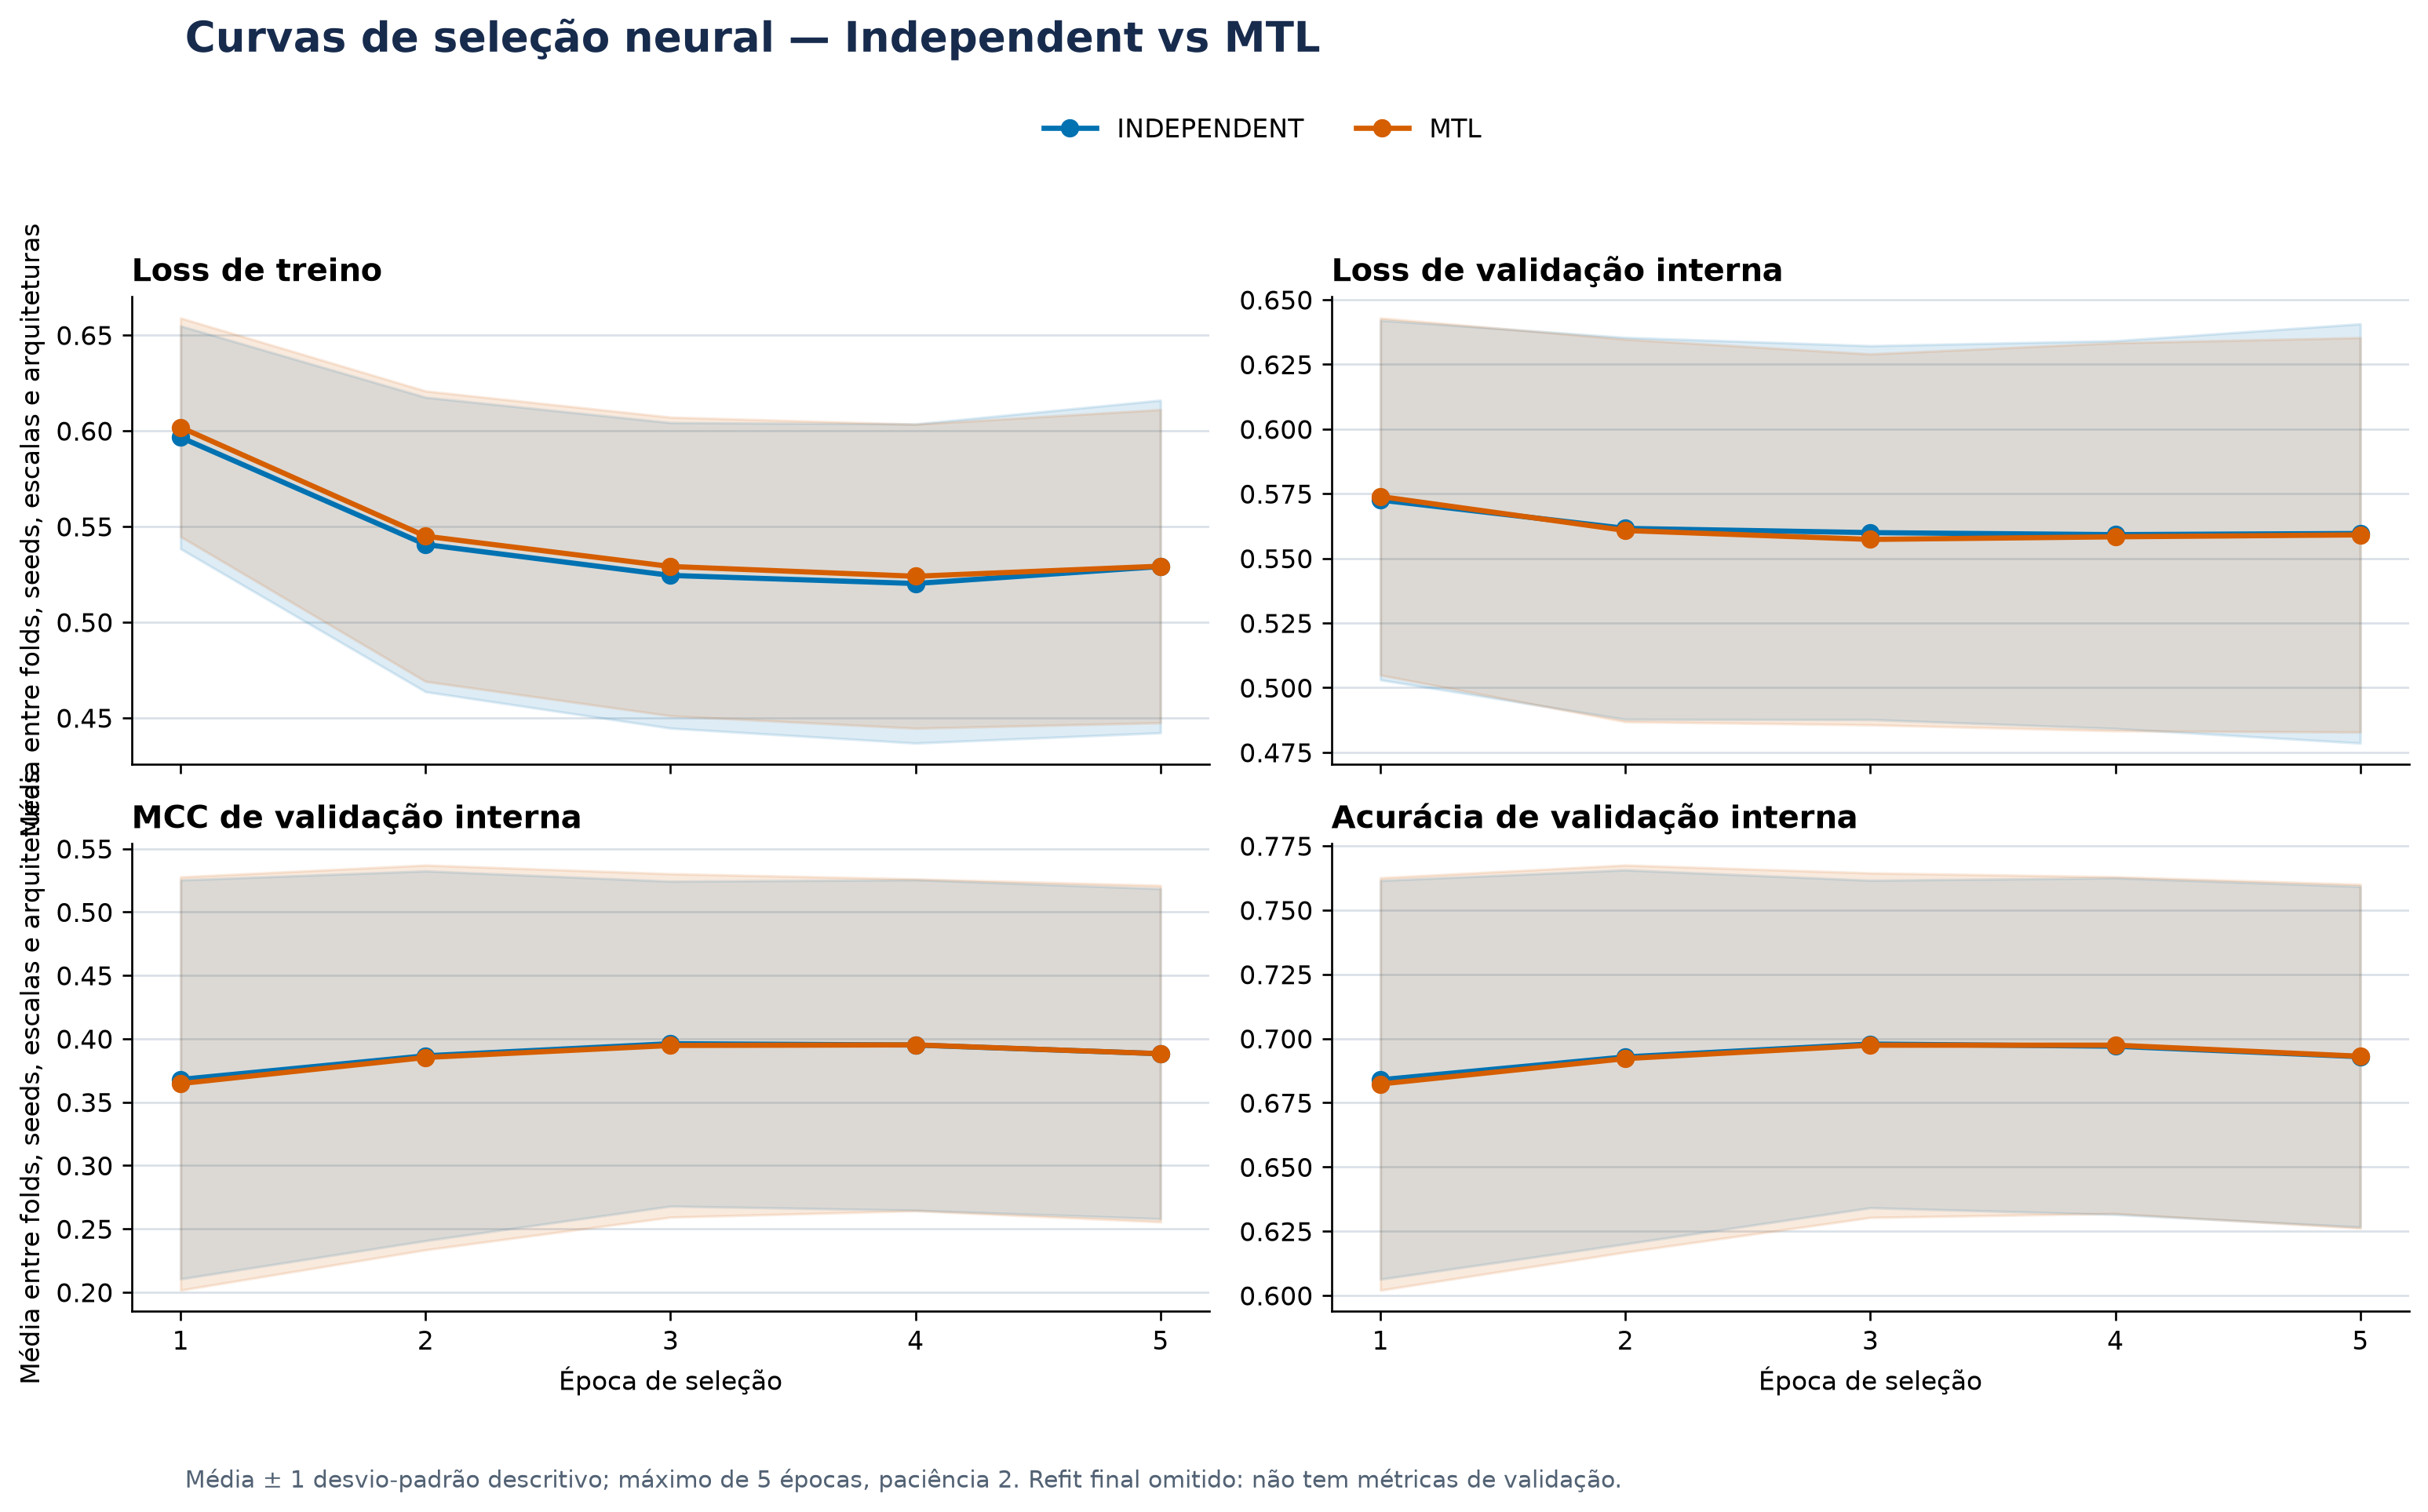 Curvas de seleção neural — Independent vs MTL
INDEPENDENT
MTL
Média entre folds, seeds, escalas e arquiteturas
Loss de treino
0.65
0.60
0.55
0.50
0.45
Loss de validação interna
0.650
0.625
0.600
0.575
0.550
0.525
0.500
0.475
Média entre folds, seeds, escalas e arquiteturas
MCC de validação interna
0.55
0.50
0.45
0.40
0.35
0.30
0.25
0.20
1 2 3 4 5
Época de seleção
Acurácia de validação interna
0.775
0.750
0.725
0.700
0.675
0.650
0.625
0.600
1 2 3 4 5
Época de seleção
Média ± 1 desvio-padrão descritivo; máximo de 5 épocas, paciência 2. Refit final omitido: não tem métricas de validação.